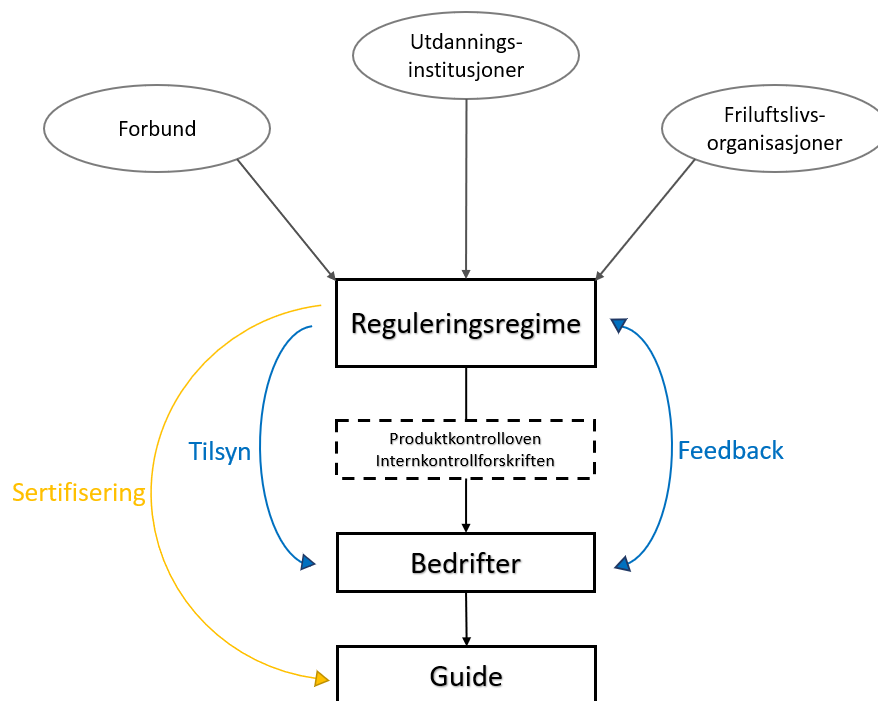 Utdannings-
institusjoner
Forbund
Friluftslivs-
organisasjoner
Reguleringsregime
Produktkontrolloven
Internkontrollforskriften
Tilsyn
Feedback
Sertifisering
Bedrifter
Guide